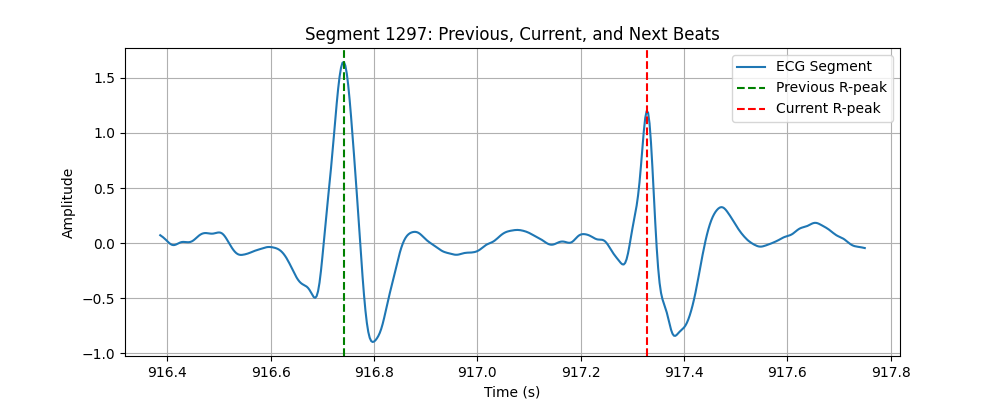 Segment 1297: Previous, Current, and Next Beats
ECG Segment
Previous R-peak
Current R-peak
1.5
1.0
0.5
0.0
−0.5
−1.0
Amplitude
916.4 916.6 916.8 917.0 917.2 917.4 917.6 917.8
Time (s)